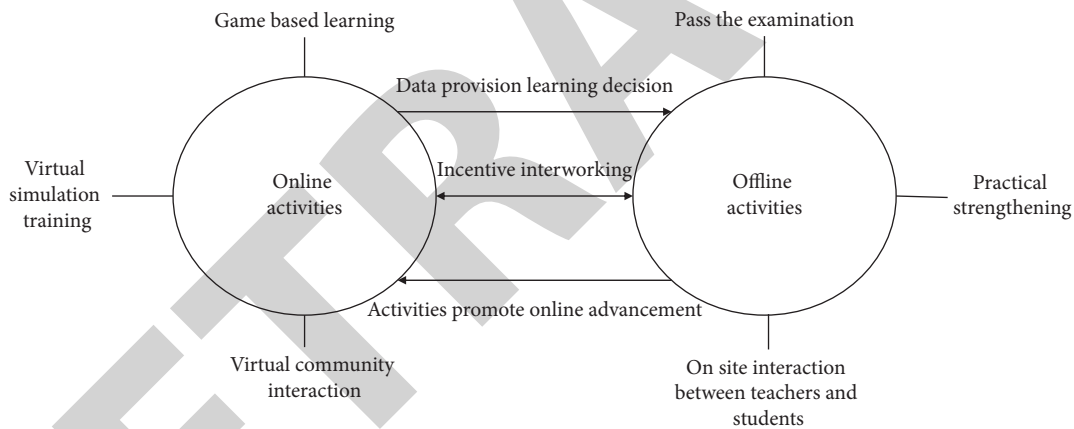 Game based learning
Pass the examination
Data provision learning decision
Virtual
simulation
training
Online
activities
Incentive interworking
Offline
activities
Practical
strengthening
Activities promote online advancement
Virtual community
interaction
On site interaction
between teachers and
students